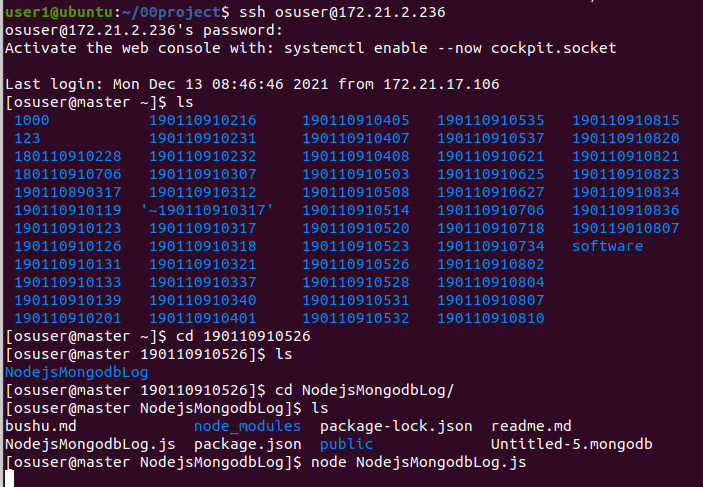 user1@ubuntu:~/00project$ ssh osuser@172.21.2.236
osuser@172.21.2.236's password:
Activate the web console with: systemctl enable --now cockpit.socket
Last login: Mon Dec 13 08:46:46 2021 from 172.21.17.106
[osuser@master ~]$ ls
1000 190110910216 190110910405 190110910535 190110910815
123 190110910231 190110910407 190110910537 190110910820
180110910228 190110910232 190110910408 190110910621 190110910821
180110910706 190110910307 190110910503 190110910625 190110910823
190110890317 190110910312 190110910508 190110910627 190110910834
190110910119 '~190110910317' 190110910514 190110910706 190110910836
190110910123 190110910317 190110910520 190110910718 190119010807
190110910126 190110910318 190110910523 190110910734 software
190110910131 190110910321 190110910526 190110910802
190110910133 190110910337 190110910528 190110910804
190110910139 190110910340 190110910531 190110910807
190110910201 190110910401 190110910532 190110910810
[osuser@master ~]$ cd 190110910526
[osuser@master 190110910526]$ ls
NodejsMongodbLog
[osuser@master 190110910526]$ cd NodejsMongodbLog/
[osuser@master NodejsMongodbLog]$ ls
bushu.md node_modules package-lock.json readme.md
NodejsMongodbLog.js package.json public Untitled-5.mongodb
[osuser@master NodejsMongodbLog]$ node NodejsMongodbLog.js